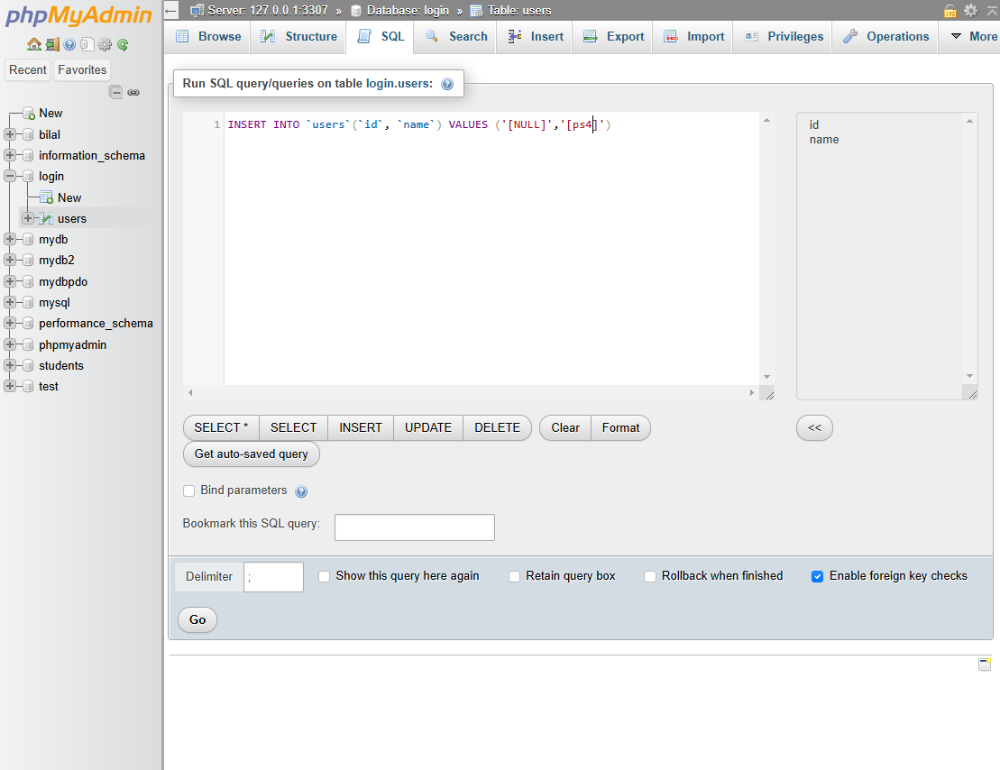 phpMyAdmin
Recent Favorites
New
bilal
information_schema
login
New
users
mydb
mydb2
mydbpdo
mysql
performance_schema
phpmyadmin
students
test
Server: 127.0.0.1:3307 » Database: login » Table: users
Browse Structure SQL Search Insert Export Import Privileges Operations More
Run SQL query/queries on table login.users:
1 INSERT INTO `users`(`id`, `name`) VALUES ('[NULL]','[ps4]')
id
name
SELECT * SELECT INSERT UPDATE DELETE Clear Format <<
Get auto-saved query
Bind parameters
Bookmark this SQL query:
Delimiter ; Show this query here again Retain query box Rollback when finished Enable foreign key checks
Go